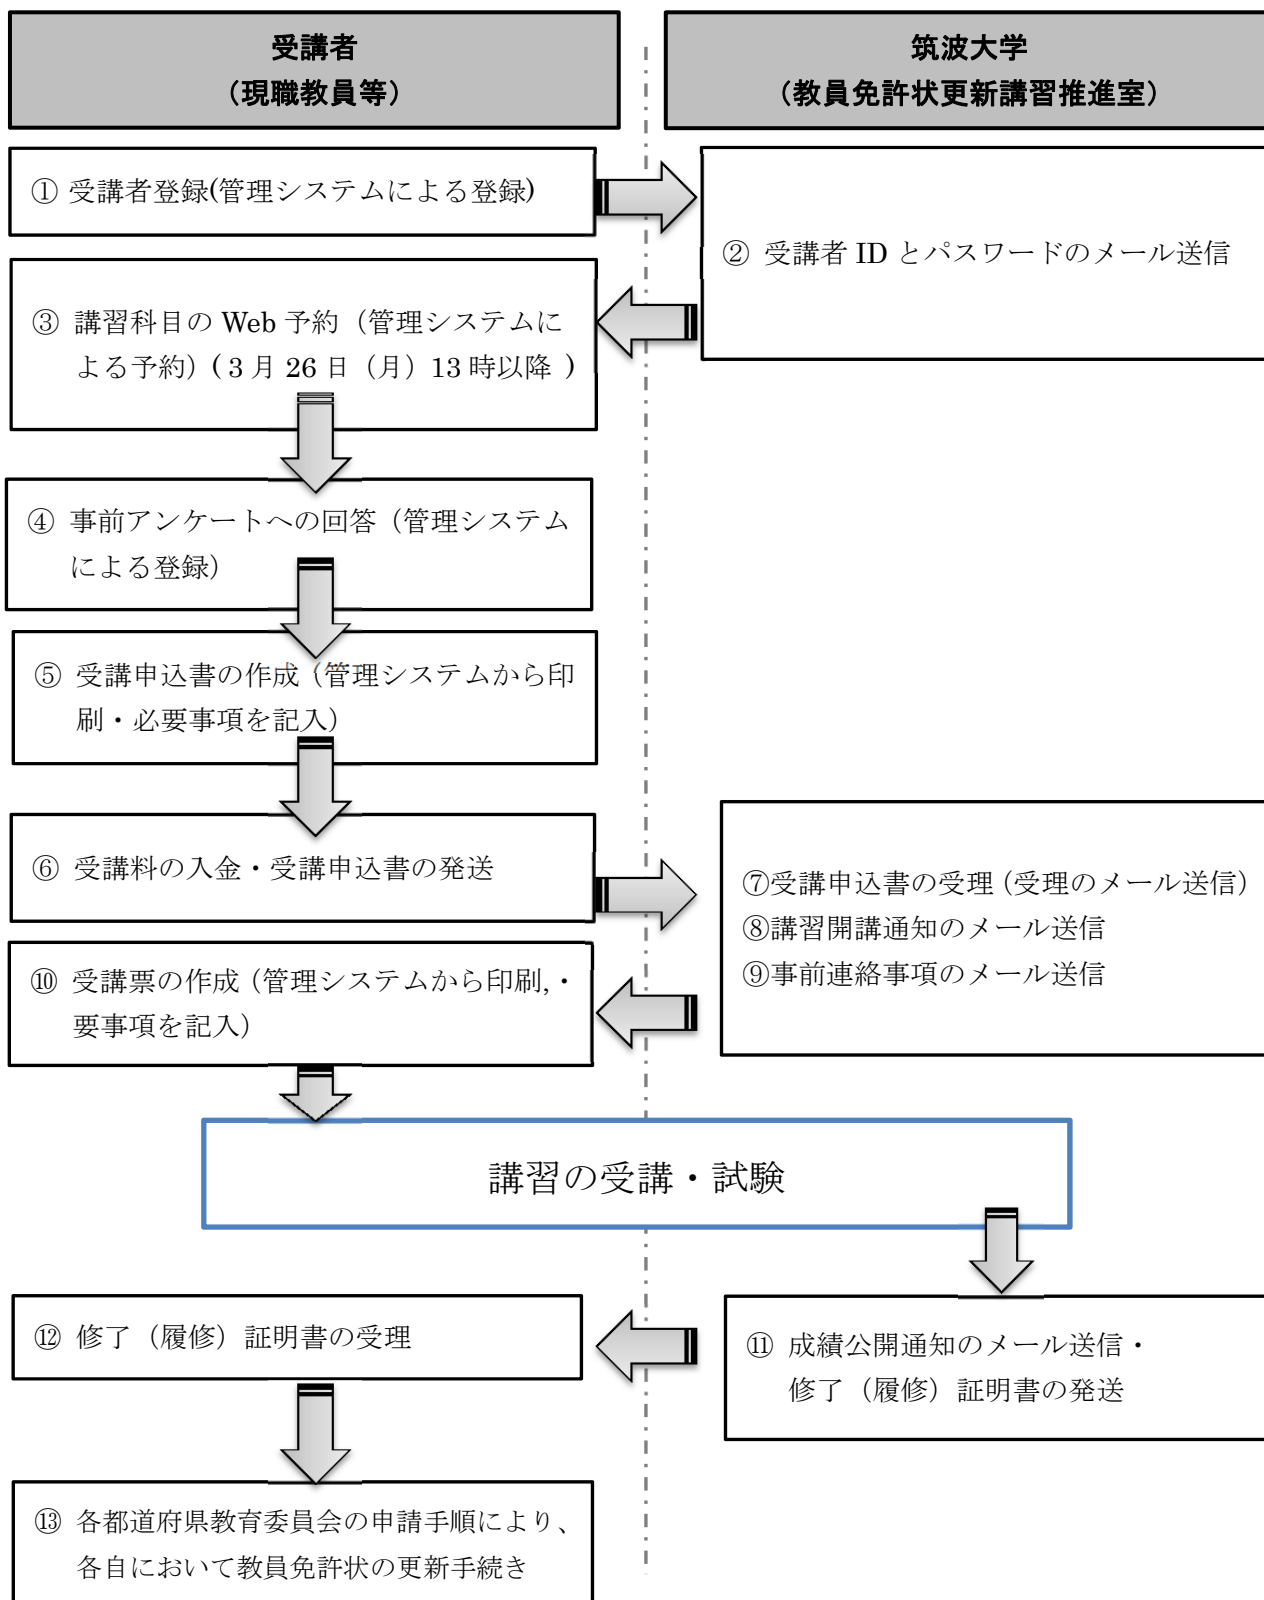 受講者
（現職教員等）
筑波大学
（教員免許状更新講習推進室）
① 受講者登録(管理システムによる登録)
② 受講者 ID とパスワードのメール送信
③ 講習科目の Web 予約（管理システムに
よる予約）( 3 月 26 日（月）13 時以降 )
④ 事前アンケートへの回答（管理システム
による登録）
⑤ 受講申込書の作成（管理システムから印
刷・必要事項を記入）
⑥ 受講料の入金・受講申込書の発送
⑦受講申込書の受理（受理のメール送信）
⑧講習開講通知のメール送信
⑨事前連絡事項のメール送信
⑩ 受講票の作成（管理システムから印刷,・
要事項を記入）
講習の受講・試験
⑪ 成績公開通知のメール送信・
修了（履修）証明書の発送
⑫ 修了（履修）証明書の受理
⑬ 各都道府県教育委員会の申請手順により、
各自において教員免許状の更新手続き